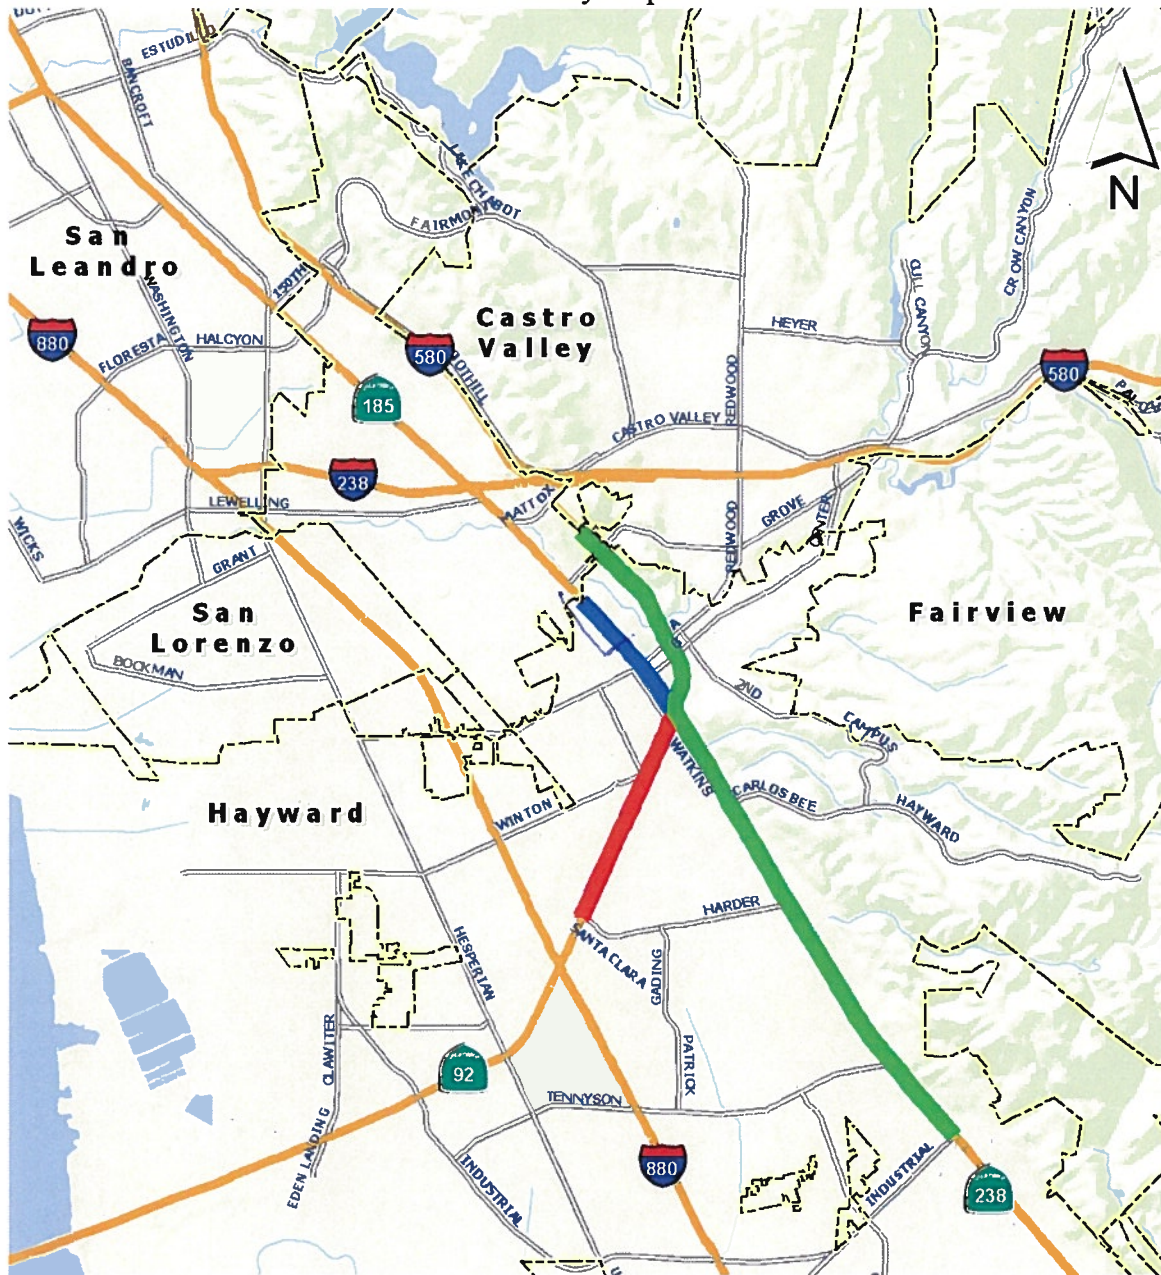 ESTUDILLO
BANCROFT
LAKE CHABOT
FAIRMONT
N
CROW CANYON
San
Leandro
150TH
WASHINGTON
CULL CANYON
880
FLORESTA
HALCYON
Castro
Valley
HEYER
580
FOOTHILL
580
185
REDWOOD
CASTRO VALLEY
238
LEWELLING
MATTOX
GROVE
CENTER
REDWOOD
WICKS
GRANT
San
Lorenzo
Fairview
BOCKMAN
A
2ND
CAMPUS
WATKINS
CARLOS BEE
HAYWARD
Hayward
WINTON
HARDER
SANTA CLARA
GADING
HESPERIAN
CLAWITER
PATRICK
92
TENNYSON
EDEN LANDING
INDUSTRIAL
880
INDUSTRIAL
238